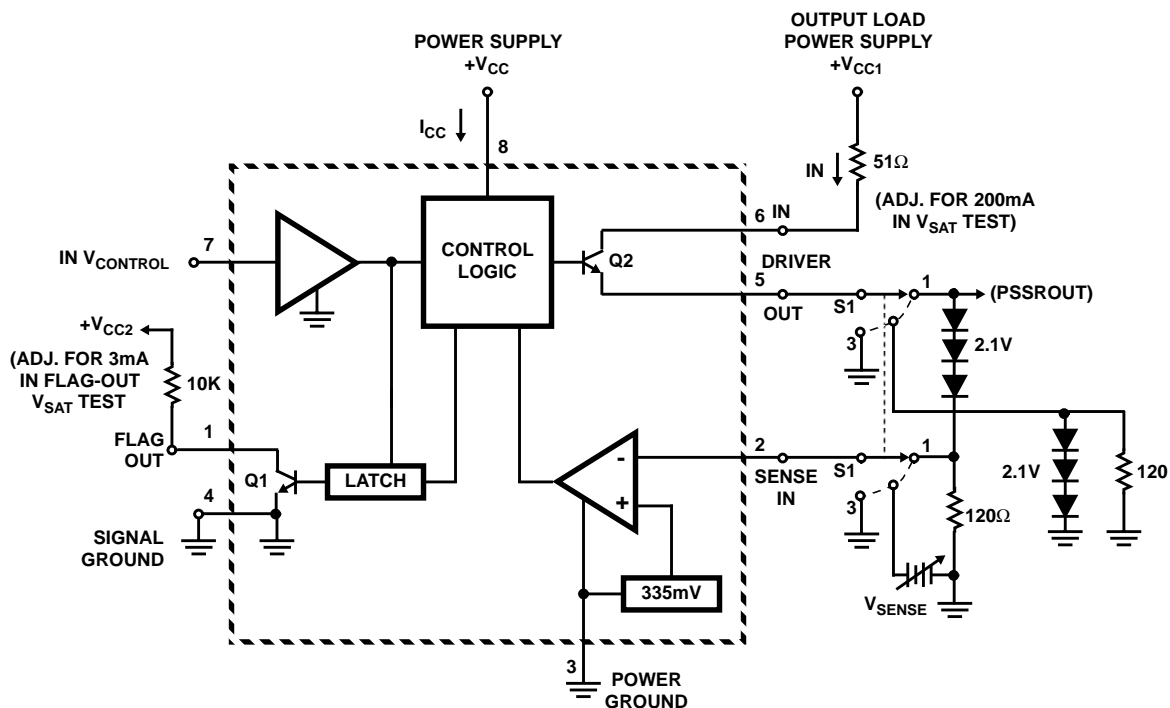 POWER SUPPLY
+VCC
OUTPUT LOAD
POWER SUPPLY
+VCC1
ICC
8
IN
51Ω
(ADJ. FOR 200mA
IN VSAT TEST)
6
IN
7
IN VCONTROL
CONTROL
LOGIC
Q2
DRIVER
5
OUT
S1
1
(PSSROUT)
3
2.1V
+VCC2
(ADJ. FOR 3mA
IN FLAG-OUT
VSAT TEST
10K
1
FLAG
OUT
Q1
LATCH
4
SIGNAL
GROUND
-
+
335mV
2
SENSE
IN
S1
1
3
120Ω
2.1V
120
VSENSE
3
POWER
GROUND